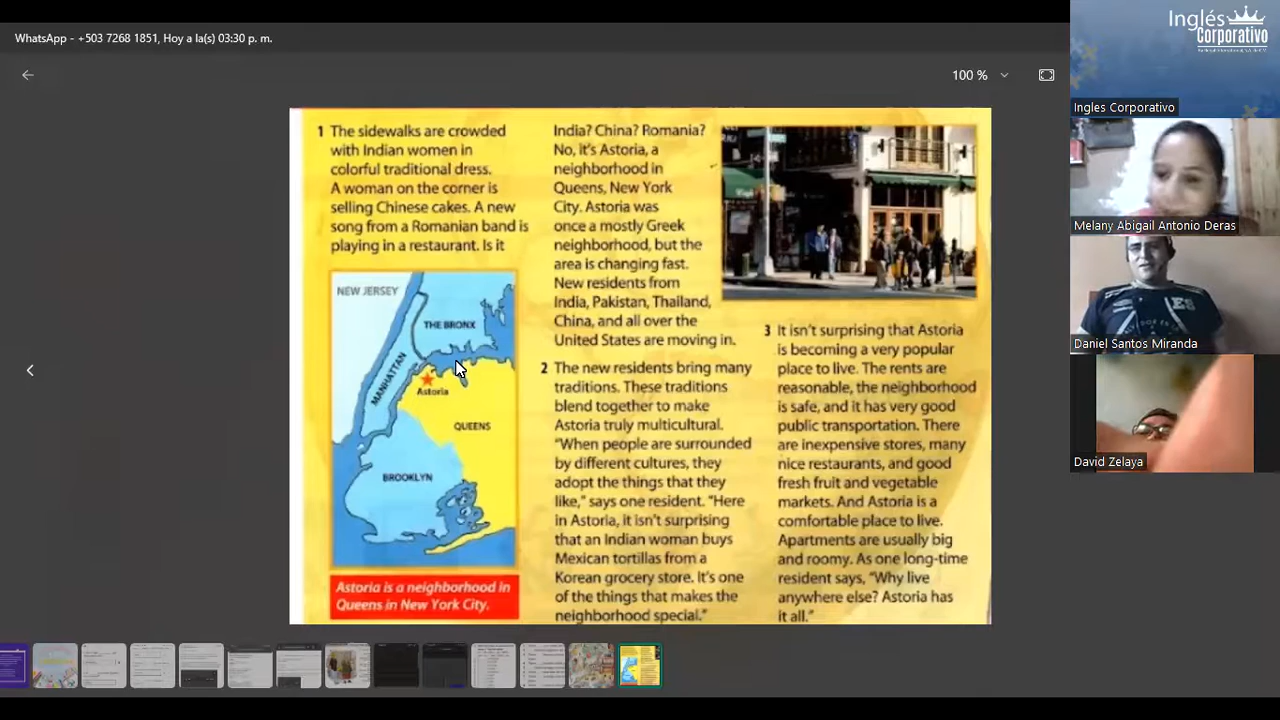 WhatsApp - +503 7268 1851, Hoy a la(s) 03:30 p. m.
100 %
1 The sidewalks are crowded
with Indian women in
colorful traditional dress.
A woman on the corner is
selling Chinese cakes. A new
song from a Romanian band is
playing in a restaurant. Is it
India? China? Romania?
No, it's Astoria, a
neighborhood in
Queens, New York
City. Astoria was
once a mostly Greek
neighborhood, but the
area is changing fast.
New residents from
India, Pakistan, Thailand,
China, and all over the
United States are moving in.
2 The new residents bring many
traditions. These traditions
blend together to make
Astoria truly multicultural.
"When people are surrounded
by different cultures, they
adopt the things that they
like," says one resident. "Here
in Astoria, it isn't surprising
that an Indian woman buys
Mexican tortillas from a
Korean grocery store. It's one
of the things that makes the
neighborhood special."
3 It isn't surprising that Astoria
is becoming a very popular
place to live. The rents are
reasonable, the neighborhood
is safe, and it has very good
public transportation. There
are inexpensive stores, many
nice restaurants, and good
fresh fruit and vegetable
markets. And Astoria is a
comfortable place to live.
Apartments are usually big
and roomy. As one long-time
resident says, "Why live
anywhere else? Astoria has
it all."
NEW JERSEY
THE BRONX
MANHATTAN
Astoria
QUEENS
BROOKLYN
Astoria is a neighborhood in
Queens in New York City.
Inglés
Corporativo
Ingles Corporativo
Melany Abigail Antonio Deras
Daniel Santos Miranda
David Zelaya